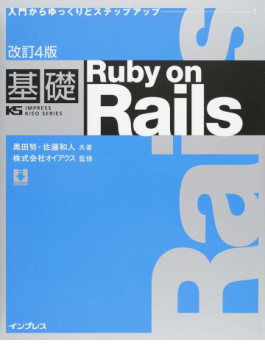 入門からゆっくりとステップアップ
改訂4版
基礎
Ruby on
Rails
KS IMPRESS
KISO SERIES
黒田努・佐藤和人 共著
株式会社オイアクス 監修
Rails
インプレス